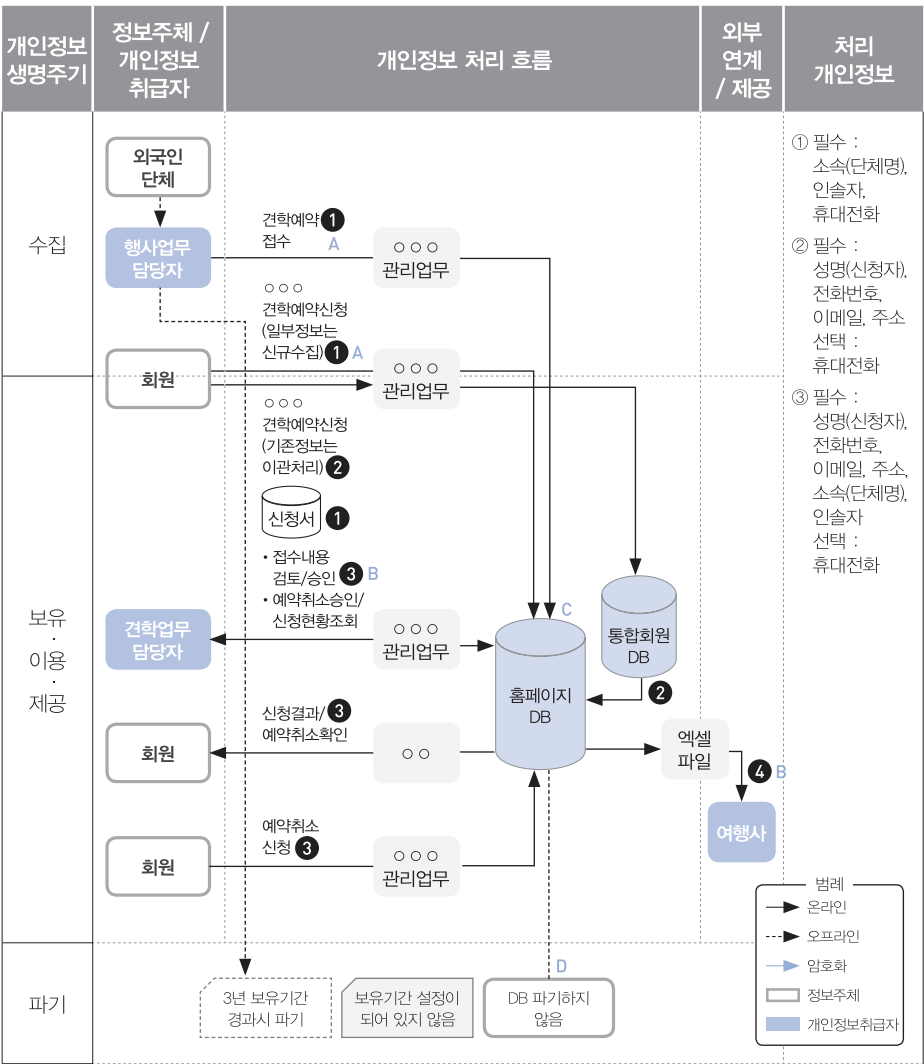 개인정보
생명주기
정보주체 /
개인정보
취급자
개인정보 처리 흐름
외부
연계
/ 제공
처리
개인정보
수집
외국인
단체
행사업무
담당자
견학예약 ❶
접수 A
○○○
관리업무
○○○
견학예약신청
(일부정보는
신규수집) ❶ A
회원
○○○
관리업무
① 필수 :
소속(단체명),
인솔자,
휴대전화
② 필수 :
성명(신청자),
전화번호,
이메일, 주소
선택 :
휴대전화
③ 필수 :
성명(신청자),
전화번호,
이메일, 주소,
소속(단체명),
인솔자
선택 :
휴대전화
보유
·
이용
·
제공
○○○
견학예약신청
(기존정보는
이관처리) ❷
신청서 ❶
• 접수내용
검토/승인 ❸ B
• 예약취소승인/
신청현황조회
견학업무
담당자
○○○
관리업무
C
홈페이지
DB
통합회원
DB
❷
신청결과/ ❸
예약취소확인
회원
○○
엑셀
파일
❹ B
여행사
예약취소
신청 ❸
회원
○○○
관리업무
범례
온라인
오프라인
암호화
정보주체
개인정보취급자
파기
3년 보유기간
경과시 파기
보유기간 설정이
되어 있지 않음
D
DB 파기하지
않음